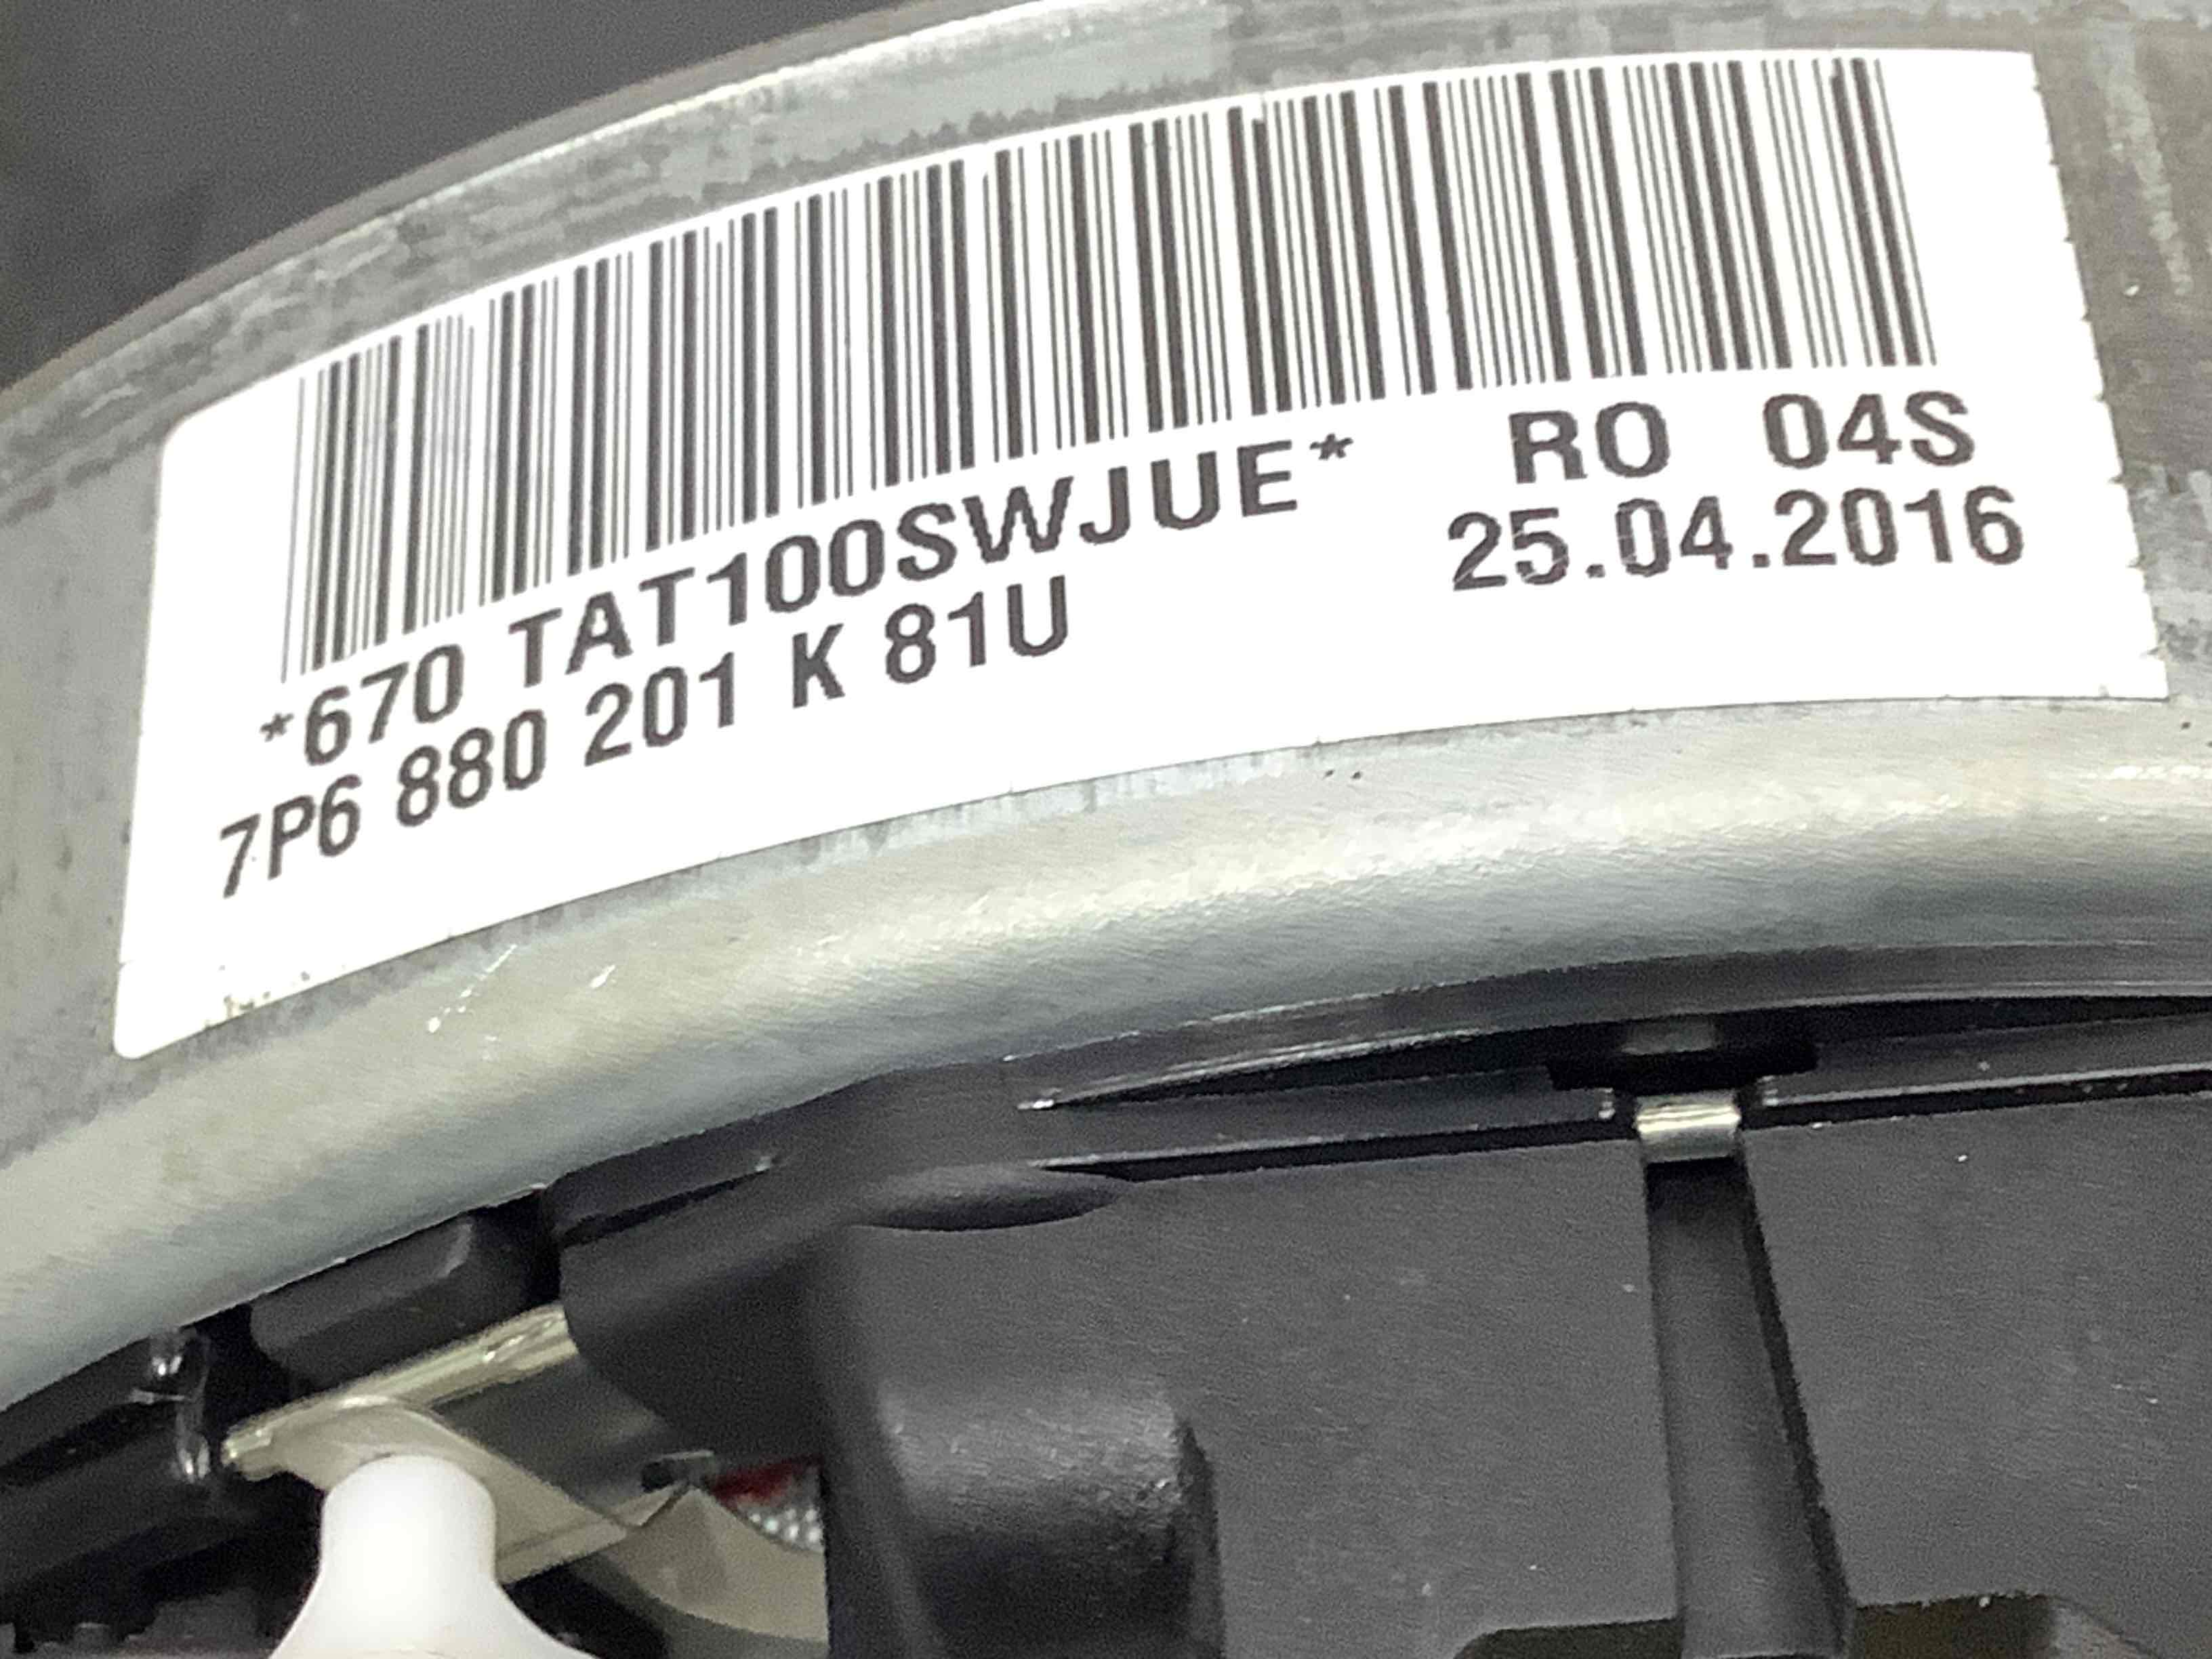 *670 TAT100SWJUE* RO 04S
7P6 880 201 K 81U 25.04.2016